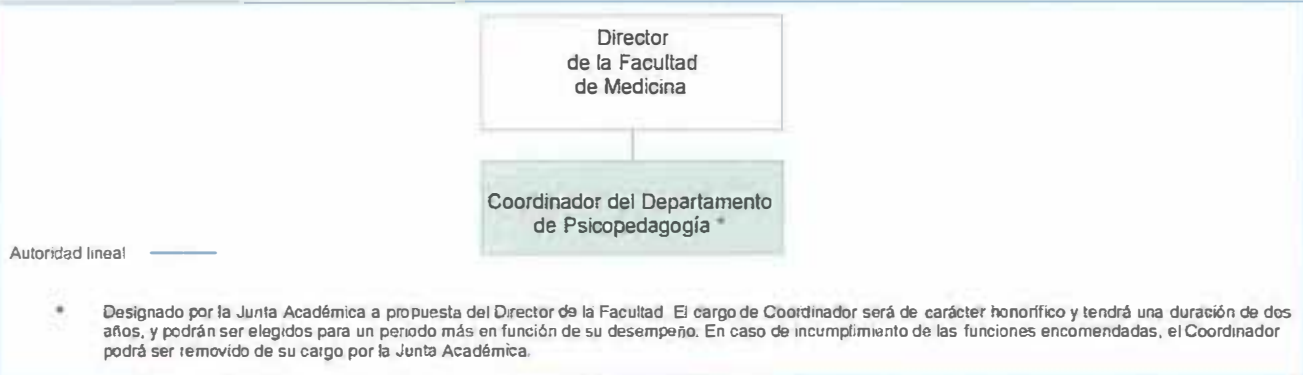 Director
de la Facultad
de Medicina
Coordinador del Departamento
de Psicopedagogía *
Autoridad lineal
* Designado por la Junta Académica a propuesta del Director de la Facultad El cargo de Coordinador será de carácter honorífico y tendrá una duración de dos
años, y podrán ser elegidos para un periodo más en función de su desempeño. En caso de incumplimiento de las funciones encomendadas, el Coordinador
podrá ser removido de su cargo por la Junta Académica.